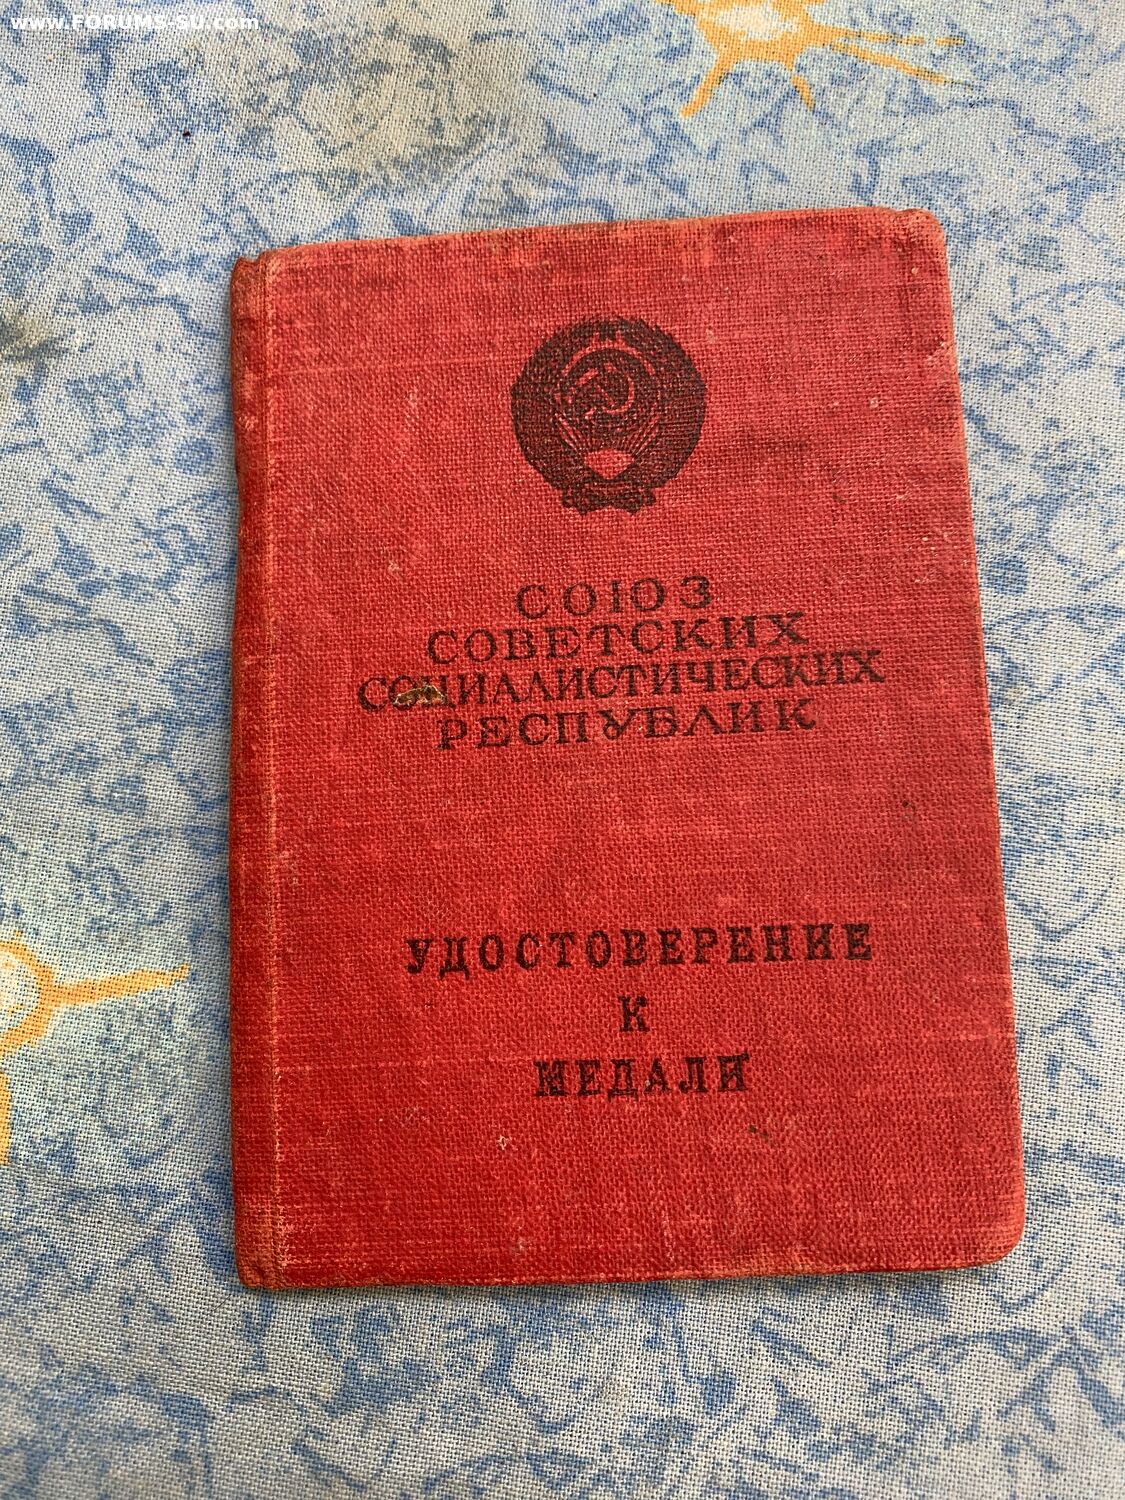 www.FORUMS-SU.com
СОЮЗ
СОВЕТСКИХ
СОЦИАЛИСТИЧЕСКИХ
РЕСПУБЛИК
УДОСТОВЕРЕНИЕ
К
МЕДАЛИ